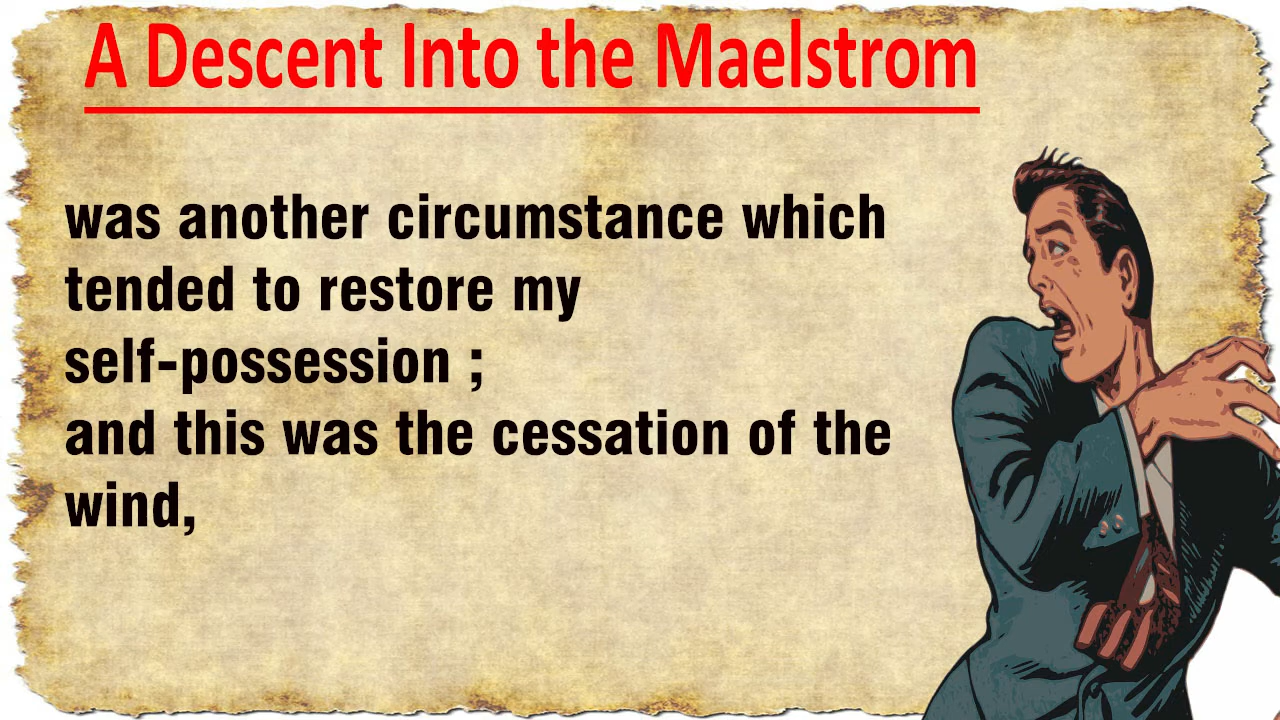 A Descent Into the Maelstrom
was another circumstance which
tended to restore my
self-possession ;
and this was the cessation of the
wind,